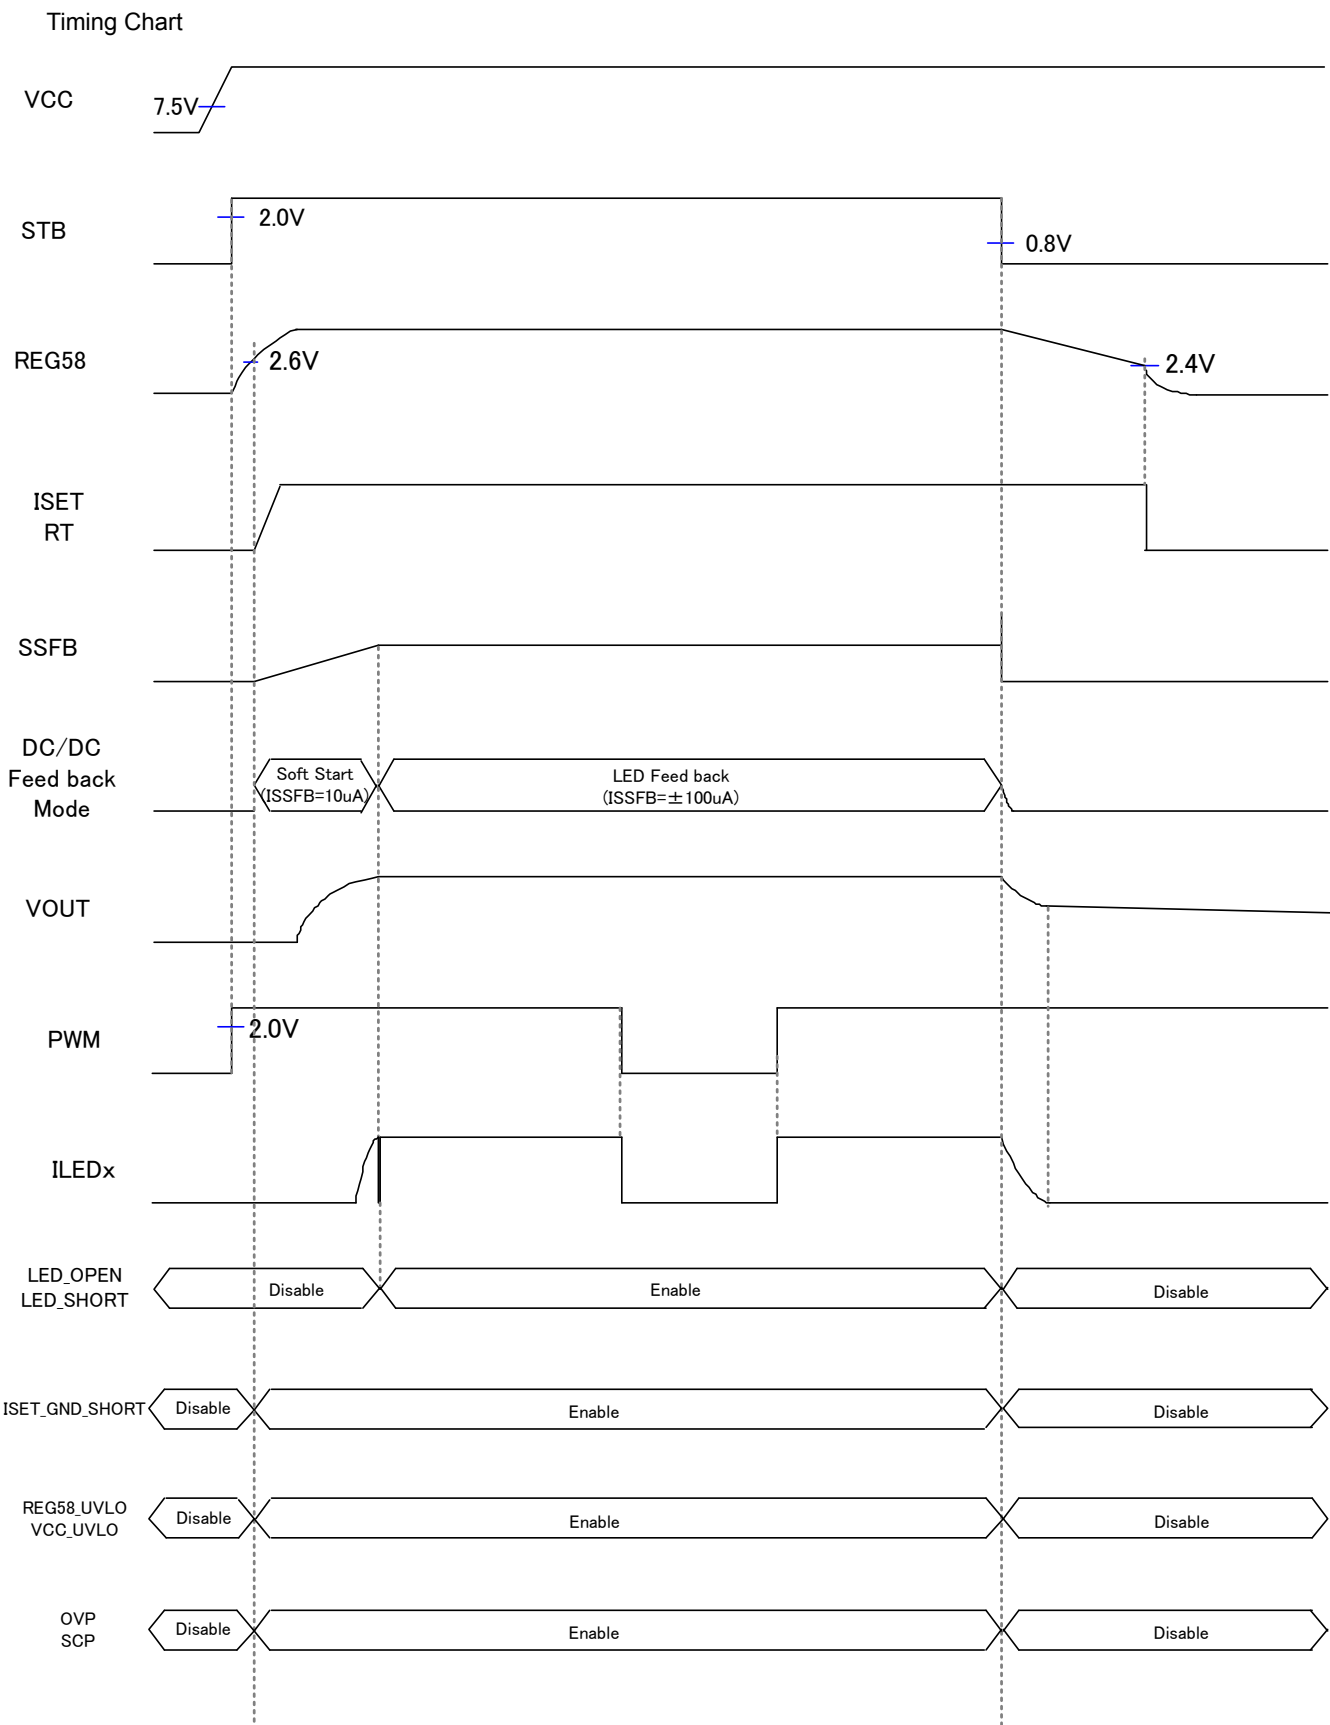 Timing Chart
VCC
7.5V
STB
2.0V
0.8V
REG58
2.6V
2.4V
ISET
RT
SSFB
DC/DC
Feed back
Mode
Soft Start
(ISSFB=10uA)
LED Feed back
(ISSFB=±100uA)
VOUT
PWM
2.0V
ILEDx
LED_OPEN
LED_SHORT
Disable
Enable
Disable
ISET_GND_SHORT
Disable
Enable
Disable
REG58_UVLO
VCC_UVLO
Disable
Enable
Disable
OVP
SCP
Disable
Enable
Disable